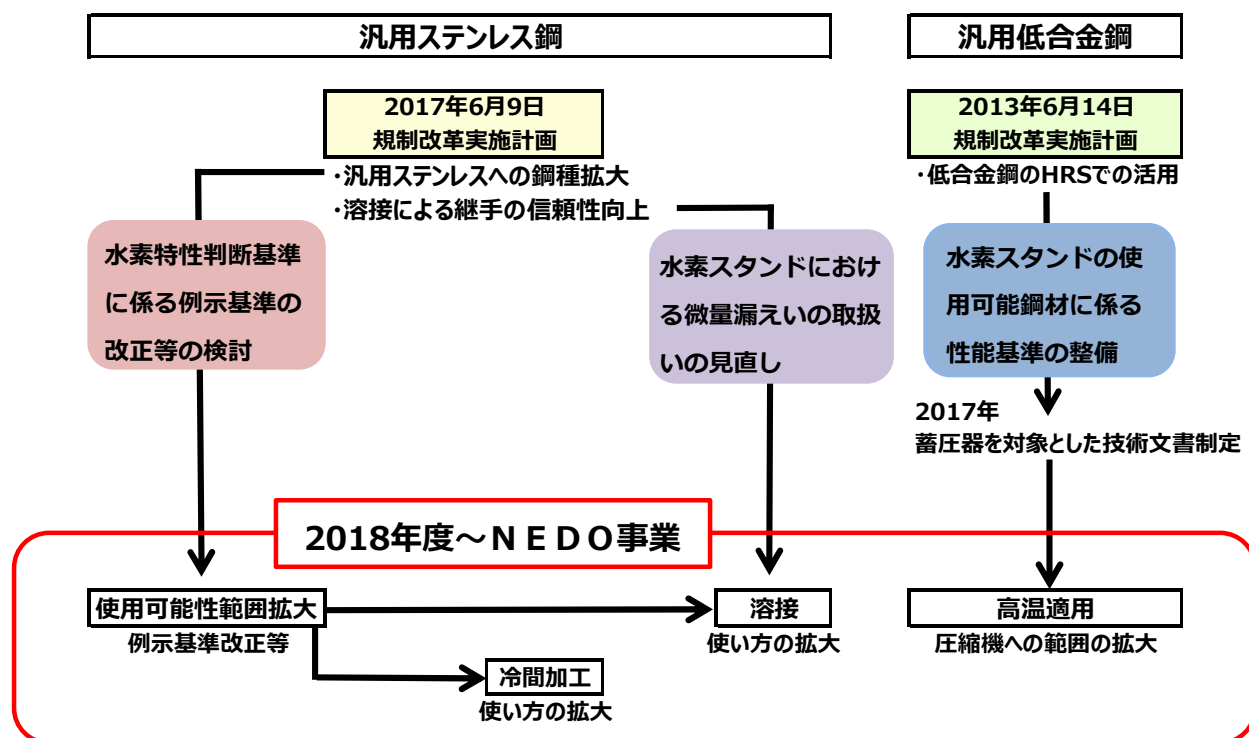 汎用ステンレス鋼
汎用低合金鋼
2017年6月9日
規制改革実施計画
・汎用ステンレスへの鋼種拡大
・溶接による継手の信頼性向上
2013年6月14日
規制改革実施計画
・低合金鋼のHRSでの活用
水素特性判断基準
に係る例示基準の
改正等の検討
水素スタンドにおけ
る微量漏えいの取扱
いの見直し
水素スタンドの使
用可能鋼材に係る
性能基準の整備
2017年
蓄圧器を対象とした技術文書制定
2018年度～ＮＥＤＯ事業
使用可能性範囲拡大
例示基準改正等
溶接
使い方の拡大
高温適用
圧縮機への範囲の拡大
冷間加工
使い方の拡大